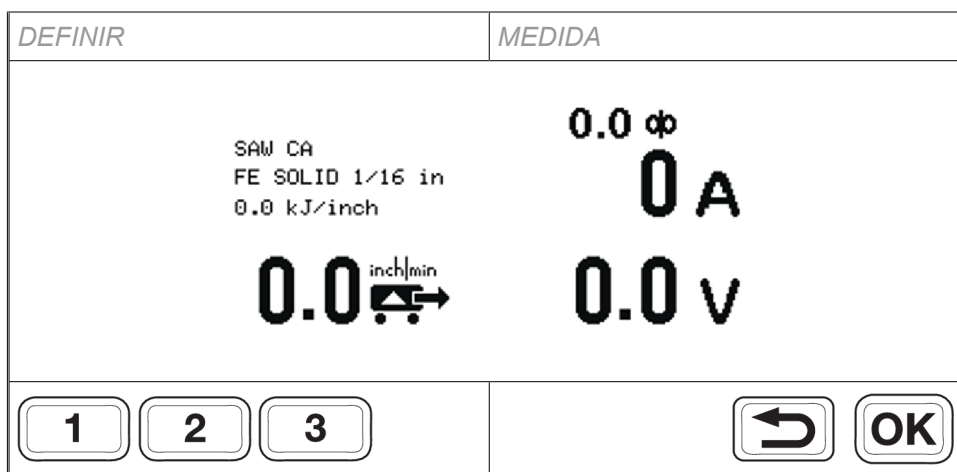 DEFINIR
MEDIDA
SAW CA
FE SOLID 1/16 in
0.0 kJ/inch
0.0 inch/min
0.0
0 A
0.0 V
1 2 3
OK